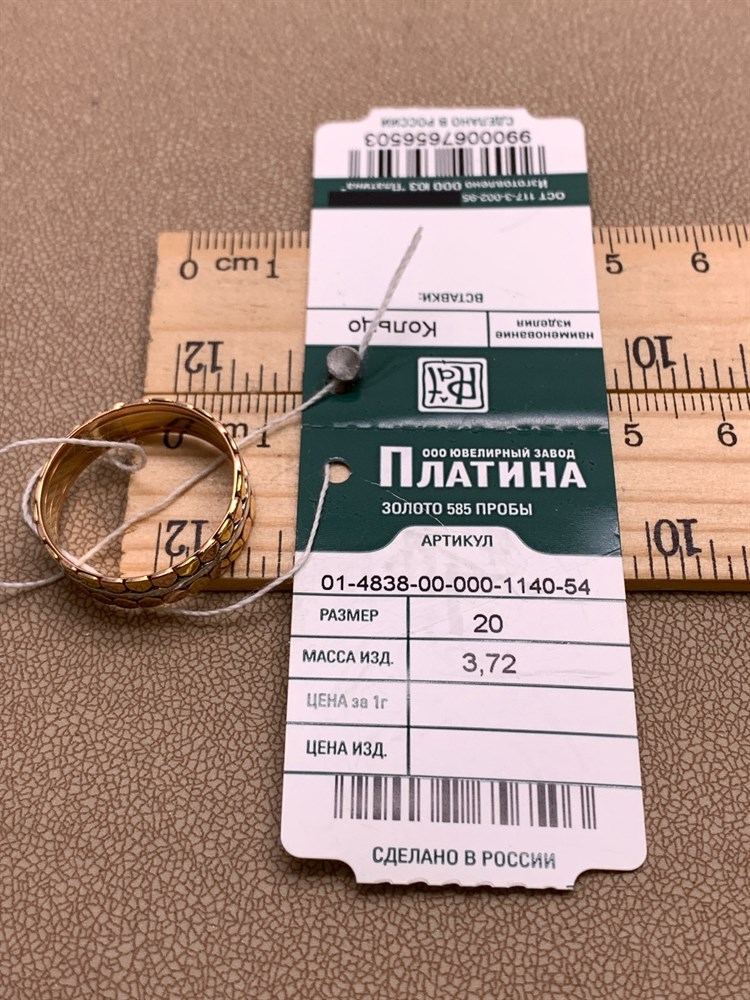 СДЕЛАНО В РОССИИ
9900067656503
Изготовлено ООО ЮЗ "Платина"
ОСТ 117-3-002-95
ВСТАВКИ:
наименование
изделия
Кольцо
0 cm 1 5 6
12 10
0 1 5 6
12 10
ООО ЮВЕЛИРНЫЙ ЗАВОД
ПЛАТИНА
ЗОЛОТО 585 ПРОБЫ
АРТИКУЛ
01-4838-00-000-1140-54
РАЗМЕР 20
МАССА ИЗД. 3,72
ЦЕНА за 1г
ЦЕНА ИЗД.
СДЕЛАНО В РОССИИ